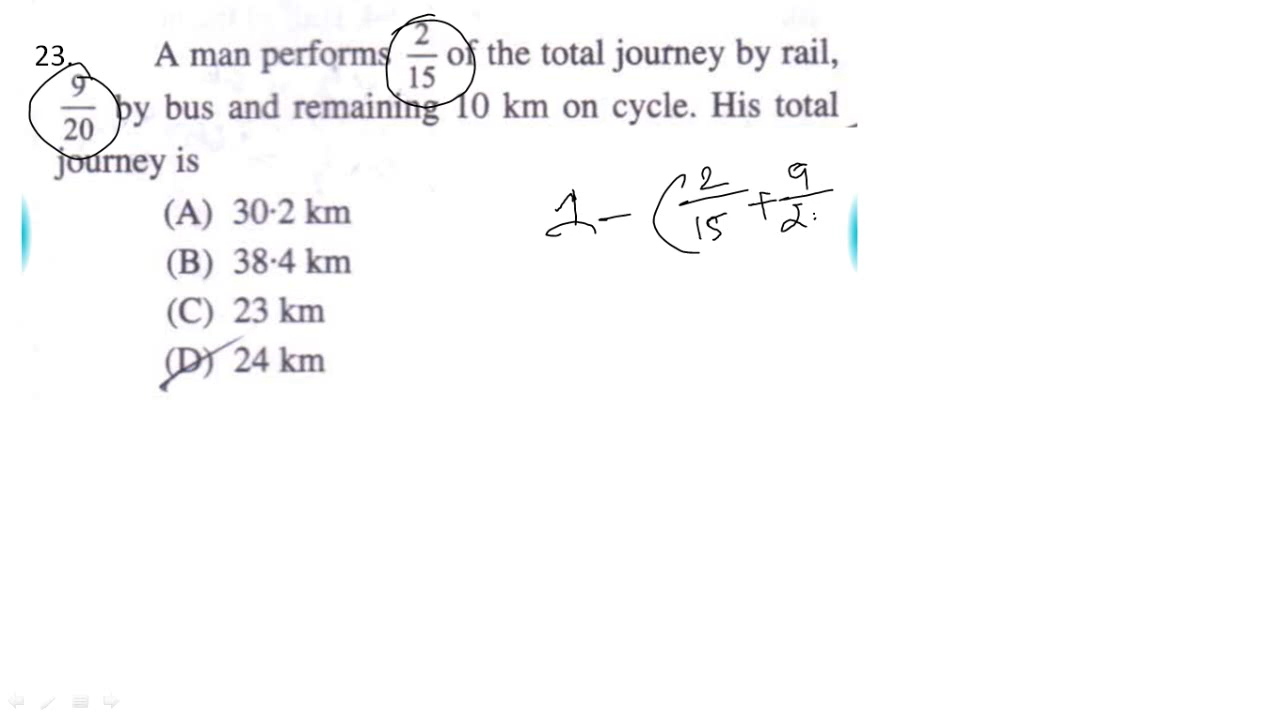 23. A man performs 2/15 of the total journey by rail,
9/20 by bus and remaining 10 km on cycle. His total
journey is
(A) 30·2 km
(B) 38·4 km
(C) 23 km
(D) 24 km
1 - ( 2/15 + 9/2